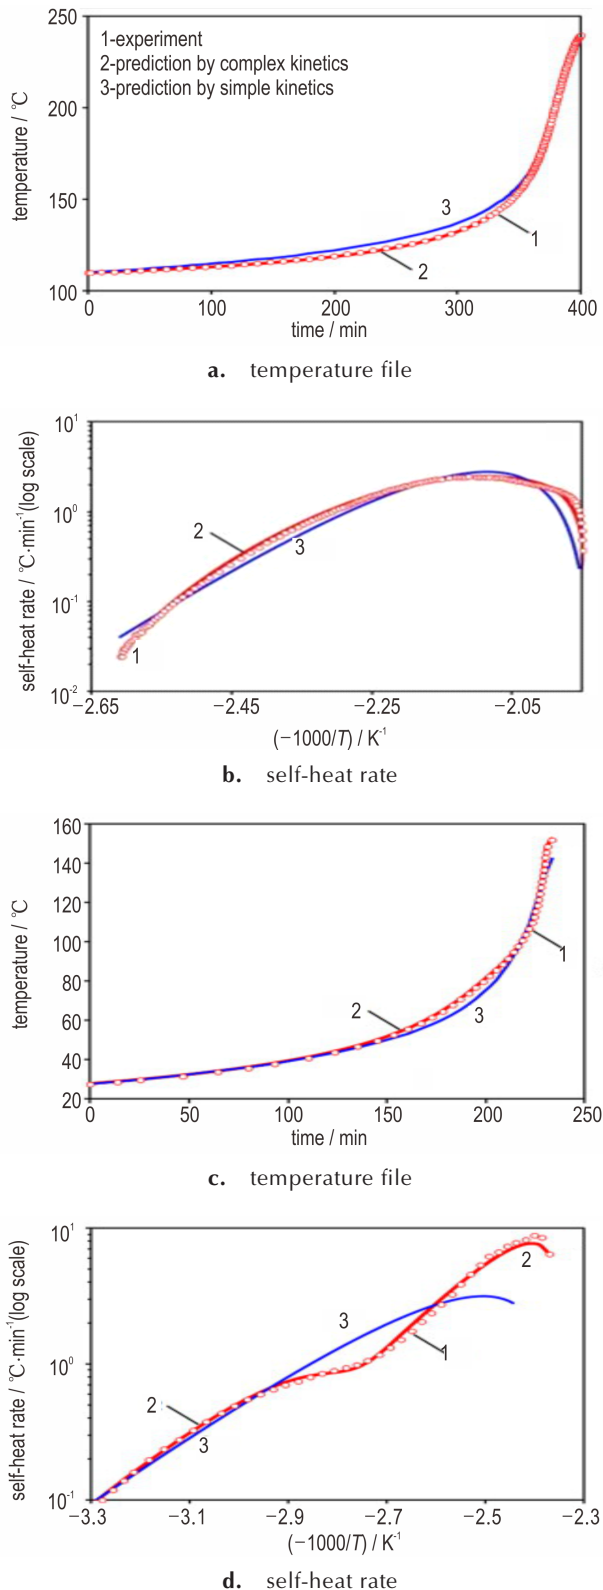 250
1-experiment
2-prediction by complex kinetics
3-prediction by simple kinetics
200
temperature / ℃
150
3
1
2
100
0 100 200 300 400
time / min
a. temperature file
10¹
self-heat rate / ℃·min⁻¹(log scale)
10⁰
2
3
10⁻¹
1
10⁻²
−2.65 −2.45 −2.25 −2.05
(−1000/T) / K⁻¹
b. self-heat rate
160
140
120
temperature / ℃
100
1
80
2
3
60
40
20
0 50 100 150 200 250
time / min
c. temperature file
10¹
self-heat rate / ℃·min⁻¹(log scale)
2
3
1
10⁰
2
3
10⁻¹
−3.3 −3.1 −2.9 −2.7 −2.5 −2.3
(−1000/T) / K⁻¹
d. self-heat rate